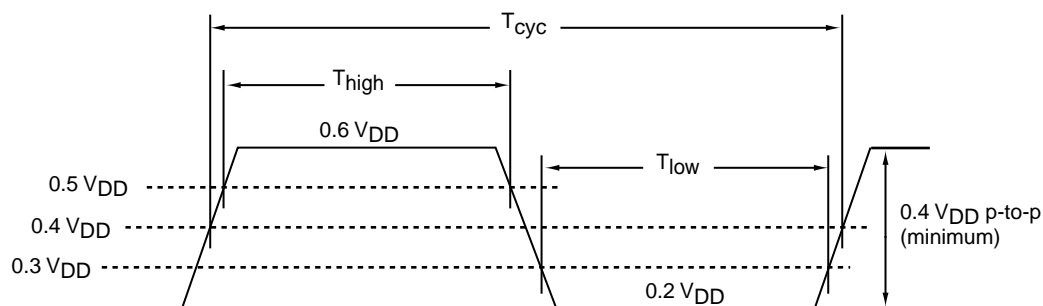 Tcyc
Thigh
0.6 VDD
Tlow
0.5 VDD
0.4 VDD
0.4 VDD p-to-p
(minimum)
0.3 VDD
0.2 VDD